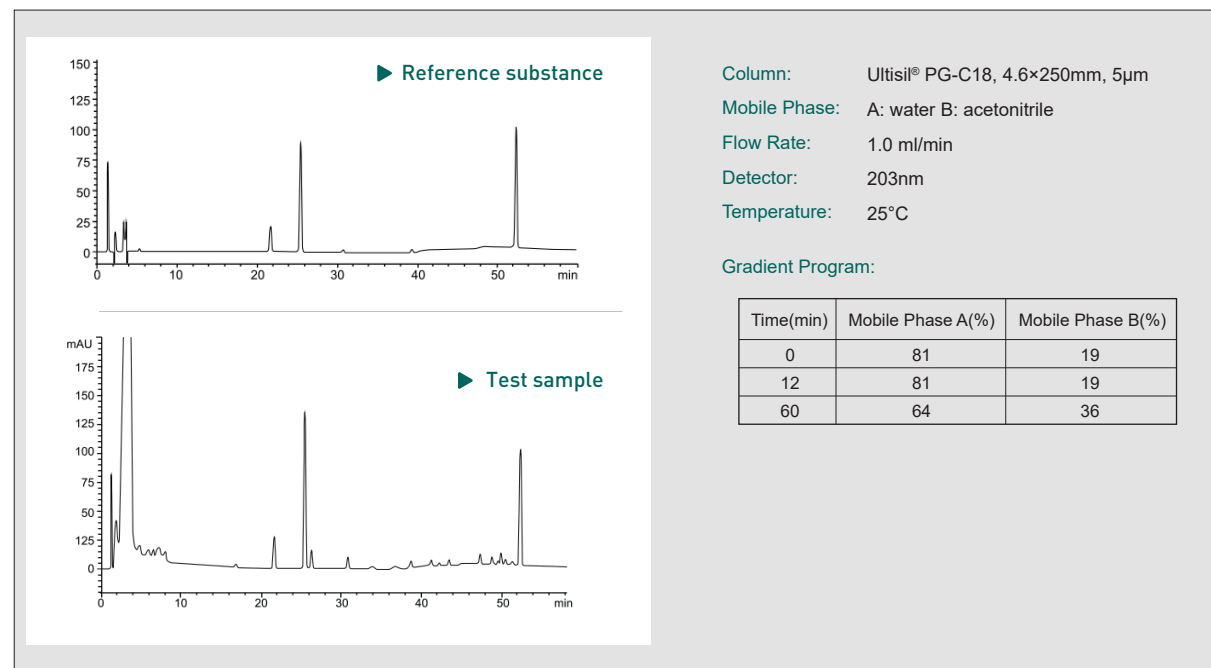 ▶ Reference substance
150
125
100
75
50
25
0
0 10 20 30 40 50 min
mAU
▶ Test sample
175
150
125
100
75
50
125
0
0 10 20 30 40 50 min
Column: Ultisil® PG-C18, 4.6×250mm, 5μm
Mobile Phase: A: water B: acetonitrile
Flow Rate: 1.0 ml/min
Detector: 203nm
Temperature: 25°C
Gradient Program:
Time(min) Mobile Phase A(%) Mobile Phase B(%)
0 81 19
12 81 19
60 64 36